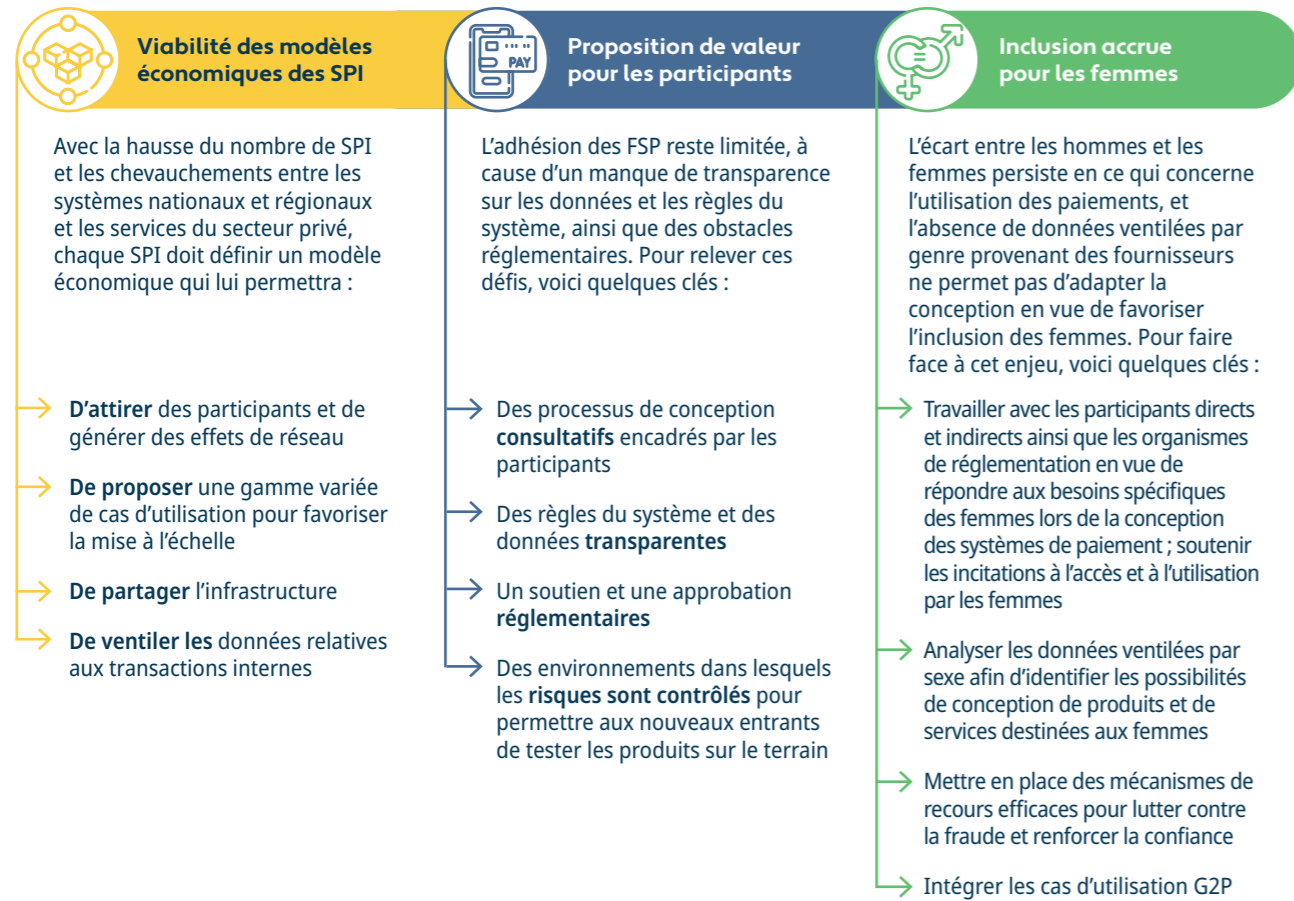 Viabilité des modèles
économiques des SPI
Avec la hausse du nombre de SPI
et les chevauchements entre les
systèmes nationaux et régionaux
et les services du secteur privé,
chaque SPI doit définir un modèle
économique qui lui permettra :
D'attirer des participants et de
générer des effets de réseau
De proposer une gamme variée
de cas d'utilisation pour favoriser
la mise à l'échelle
De partager l'infrastructure
De ventiler les données relatives
aux transactions internes
PAY
Proposition de valeur
pour les participants
L'adhésion des FSP reste limitée, à
cause d'un manque de transparence
sur les données et les règles du
système, ainsi que des obstacles
réglementaires. Pour relever ces
défis, voici quelques clés :
Des processus de conception
consultatifs encadrés par les
participants
Des règles du système et des
données transparentes
Un soutien et une approbation
réglementaires
Des environnements dans lesquels
les risques sont contrôlés pour
permettre aux nouveaux entrants
de tester les produits sur le terrain
Inclusion accrue
pour les femmes
L'écart entre les hommes et les
femmes persiste en ce qui concerne
l'utilisation des paiements, et
l'absence de données ventilées par
genre provenant des fournisseurs
ne permet pas d'adapter la
conception en vue de favoriser
l'inclusion des femmes. Pour faire
face à cet enjeu, voici quelques clés :
Travailler avec les participants directs
et indirects ainsi que les organismes
de réglementation en vue de
répondre aux besoins spécifiques
des femmes lors de la conception
des systèmes de paiement ; soutenir
les incitations à l'accès et à l'utilisation
par les femmes
Analyser les données ventilées par
sexe afin d'identifier les possibilités
de conception de produits et de
services destinées aux femmes
Mettre en place des mécanismes de
recours efficaces pour lutter contre
la fraude et renforcer la confiance
Intégrer les cas d'utilisation G2P